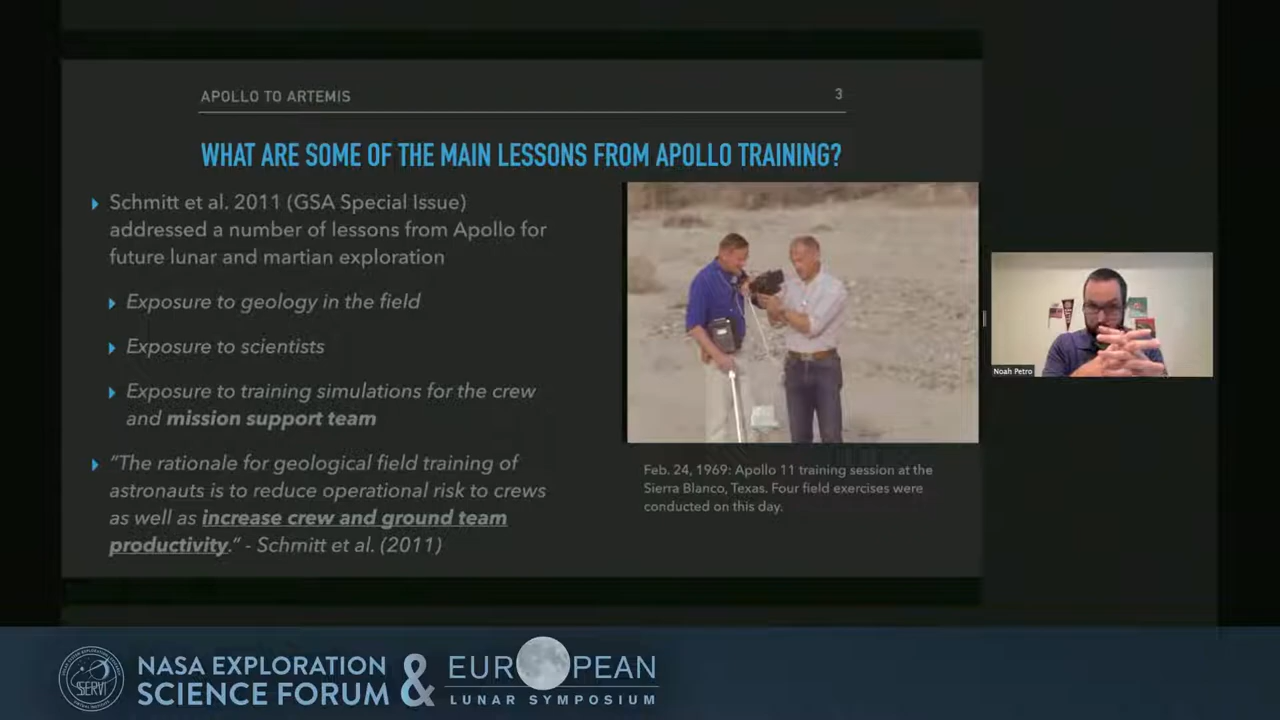 APOLLO TO ARTEMIS
3
WHAT ARE SOME OF THE MAIN LESSONS FROM APOLLO TRAINING?
Schmitt et al. 2011 (GSA Special Issue)
addressed a number of lessons from Apollo for
future lunar and martian exploration
Exposure to geology in the field
Exposure to scientists
Exposure to training simulations for the crew
and mission support team
“The rationale for geological field training of
astronauts is to reduce operational risk to crews
as well as increase crew and ground team
productivity.” - Schmitt et al. (2011)
Feb. 24, 1969: Apollo 11 training session at the
Sierra Blanco, Texas. Four field exercises were
conducted on this day.
Noah Petro
SERVI
NASA EXPLORATION
SCIENCE FORUM
&
EUROPEAN
LUNAR SYMPOSIUM